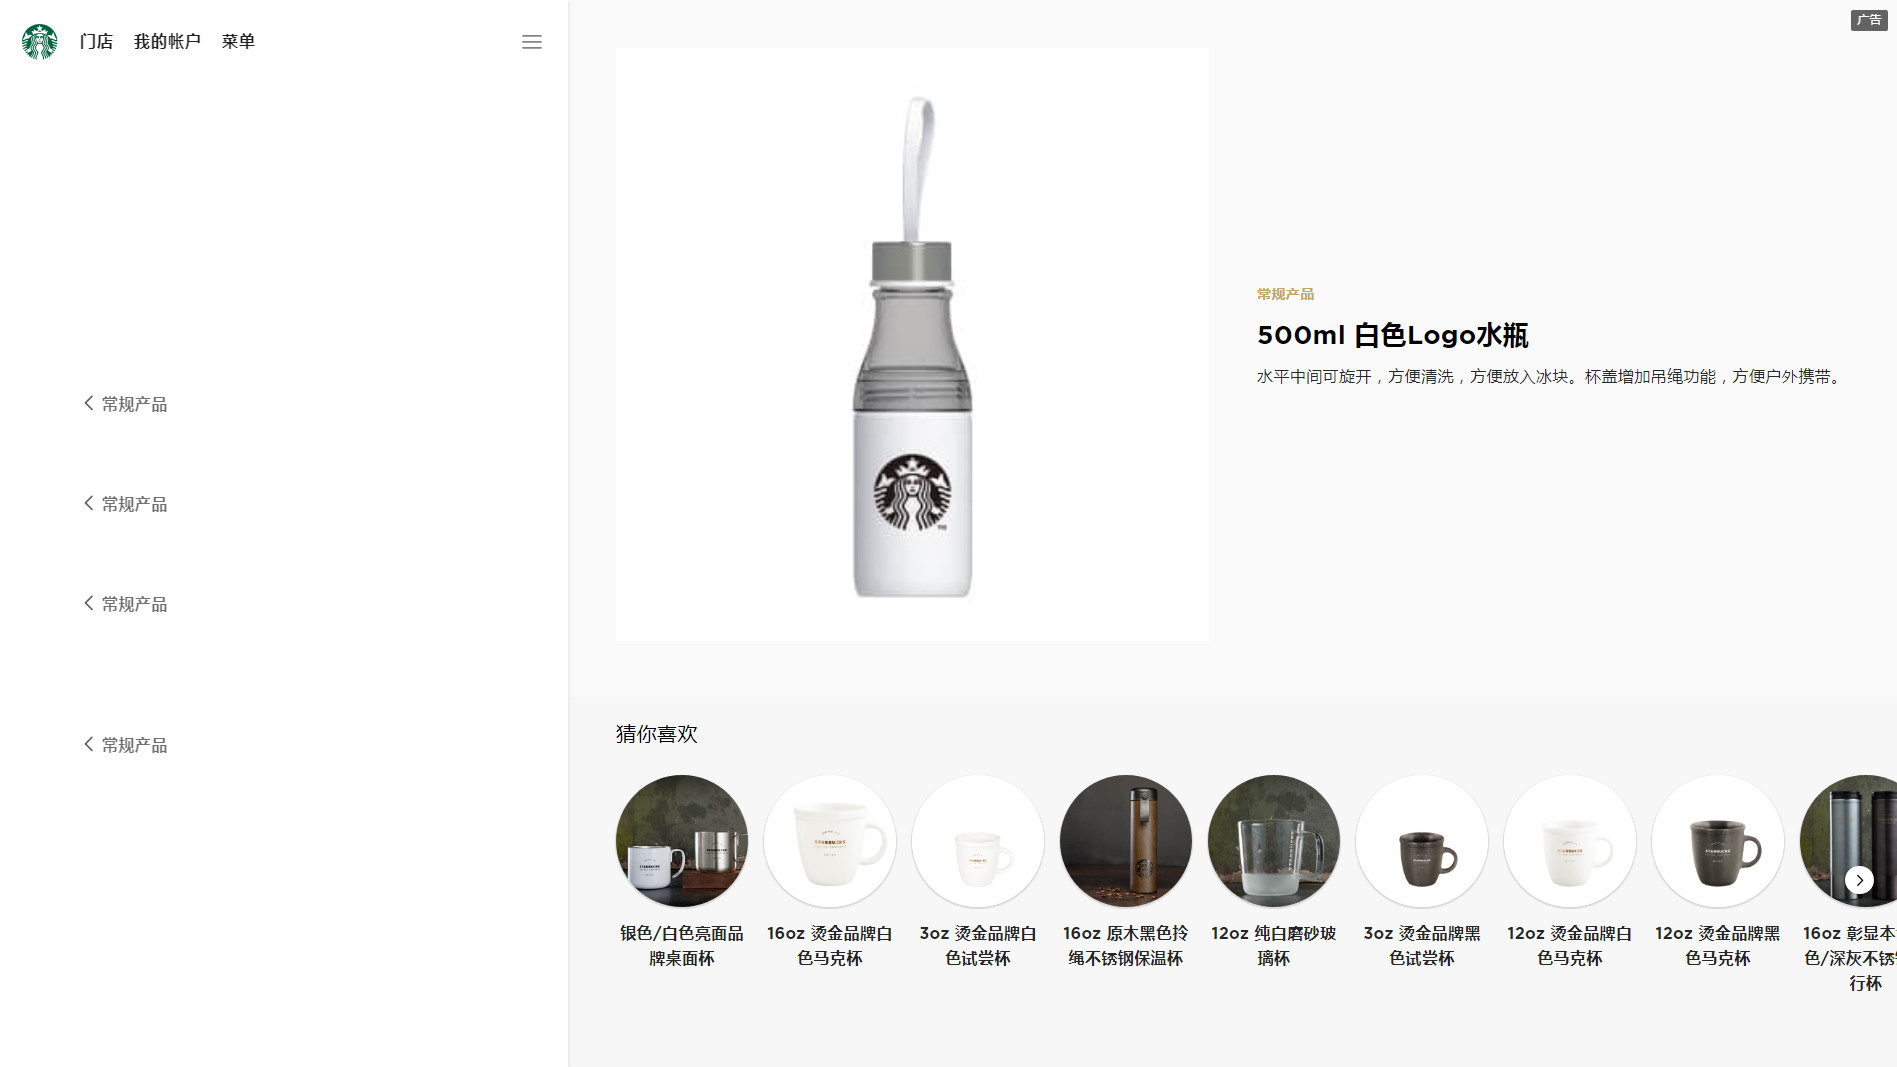 门店 我的帐户 菜单
广告
常规产品
常规产品
常规产品
常规产品
常规产品
500ml 白色Logo水瓶
水平中间可旋开，方便清洗，方便放入冰块。杯盖增加吊绳功能，方便户外携带。
TM
猜你喜欢
银色/白色亮面品
牌桌面杯
16oz 烫金品牌白
色马克杯
3oz 烫金品牌白
色试尝杯
16oz 原木黑色拎
绳不锈钢保温杯
12oz 纯白磨砂玻
璃杯
3oz 烫金品牌黑
色试尝杯
12oz 烫金品牌白
色马克杯
12oz 烫金品牌黑
色马克杯
16oz 彰显本
色/深灰不锈
行杯